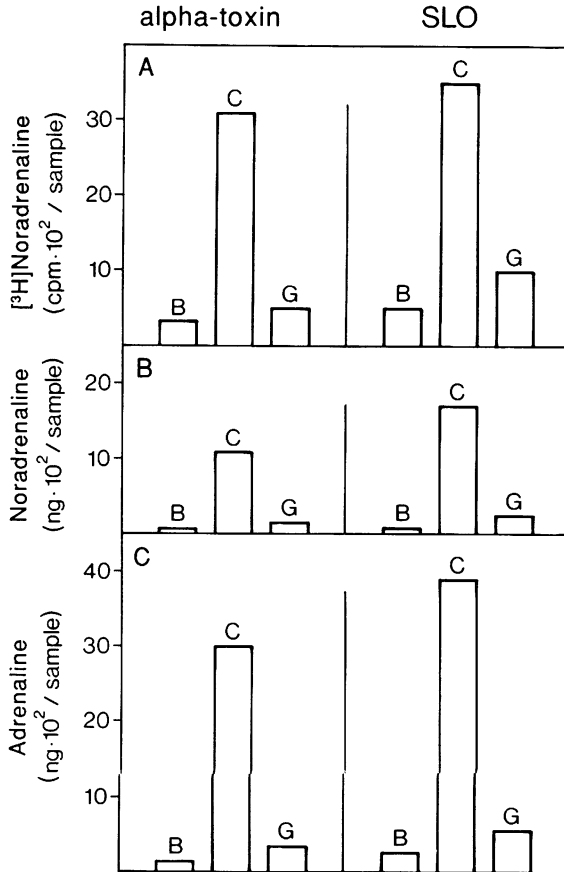 alpha-toxin SLO
A
[³H]Noradrenaline
(cpm·10² / sample)
30
20
10
B C G B C G
B
Noradrenaline
(ng·10² / sample)
20
10
B C G B C G
C
Adrenaline
(ng·10² / sample)
40
30
20
10
B C G B C G